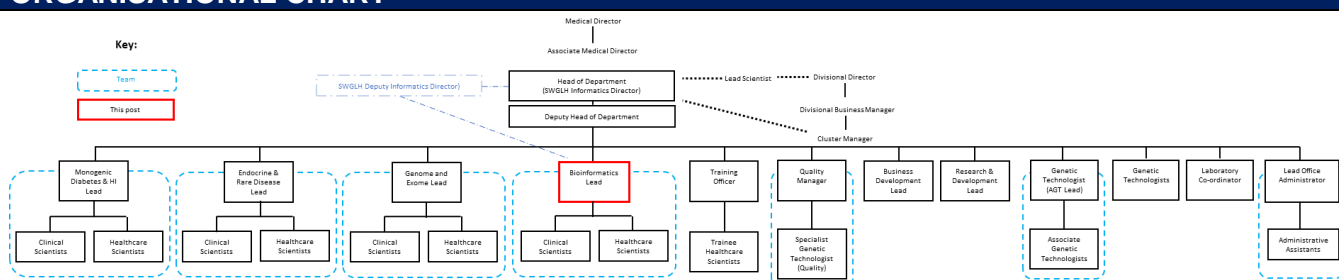 ORGANISATIONAL CHART
Key:
Team
This post
Medical Director
Associate Medical Director
SWGLH Deputy Informatics Director)
Head of Department
(SWGLH Informatics Director)
Lead Scientist
Divisional Director
Deputy Head of Department
Divisional Business Manager
Cluster Manager
Monogenic
Diabetes & HI
Lead
Endocrine &
Rare Disease
Lead
Genome and
Exome Lead
Bioinformatics
Lead
Training
Officer
Quality
Manager
Business
Development
Lead
Research &
Development
Lead
Genetic
Technologist
(AGT Lead)
Genetic
Technologists
Laboratory
Co-ordinator
Lead Office
Administrator
Clinical
Scientists
Healthcare
Scientists
Clinical
Scientists
Healthcare
Scientists
Clinical
Scientists
Healthcare
Scientists
Clinical
Scientists
Healthcare
Scientists
Trainee
Healthcare
Scientists
Specialist
Genetic
Technologist
(Quality)
Associate
Genetic
Technologists
Administrative
Assistants